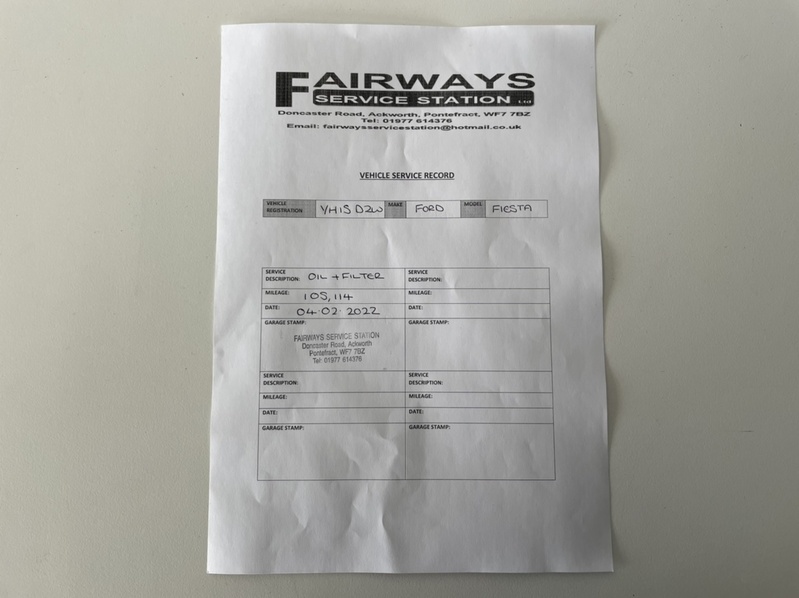 FAIRWAYS
SERVICE STATION Ltd
Doncaster Road, Ackworth, Pontefract, WF7 7BZ
Tel: 01977 614376
Email: fairwaysservicestation@hotmail.co.uk
VEHICLE SERVICE RECORD
VEHICLE REGISTRATION YH15 DZW MAKE FORD MODEL FIESTA
SERVICE DESCRIPTION: OIL + FILTER SERVICE DESCRIPTION:
MILEAGE: 105,114 MILEAGE:
DATE: 04.02.2022 DATE:
GARAGE STAMP: GARAGE STAMP:
FAIRWAYS SERVICE STATION
Doncaster Road, Ackworth
Pontefract, WF7 7BZ
Tel: 01977 614376
SERVICE DESCRIPTION: SERVICE DESCRIPTION:
MILEAGE: MILEAGE:
DATE: DATE:
GARAGE STAMP: GARAGE STAMP: